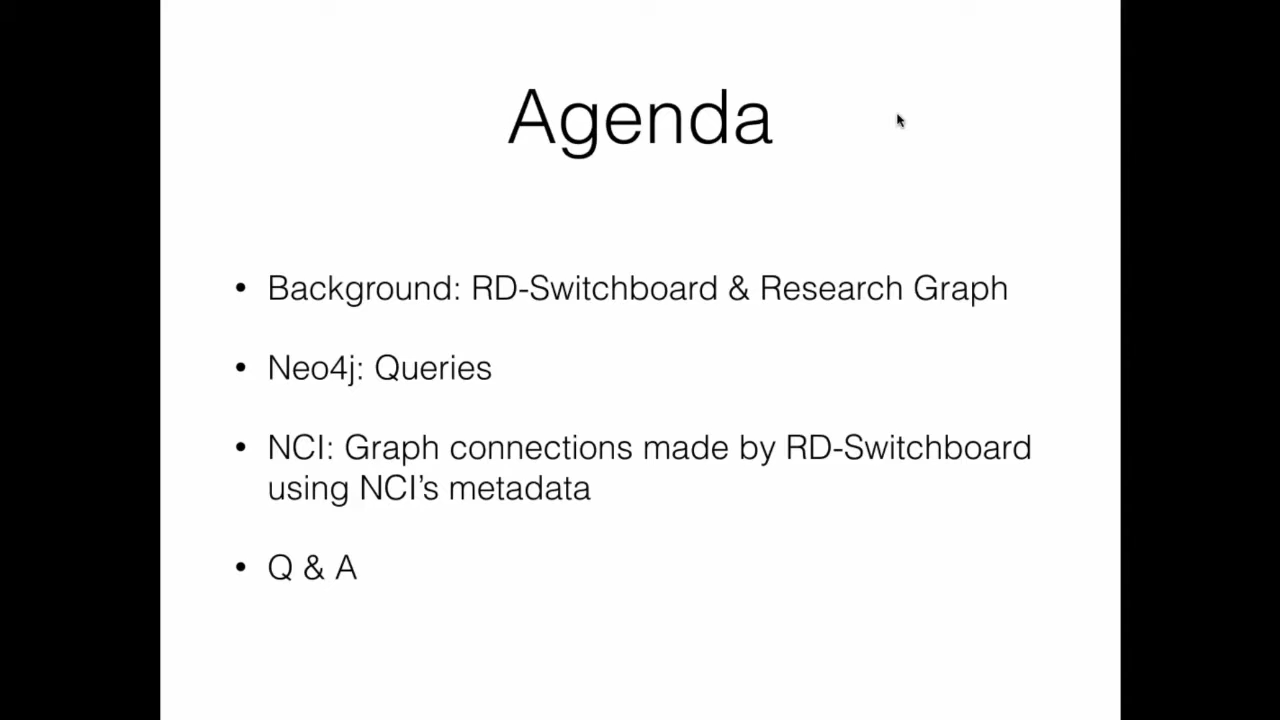 Agenda
• Background: RD-Switchboard & Research Graph
• Neo4j: Queries
• NCI: Graph connections made by RD-Switchboard
using NCI’s metadata
• Q & A